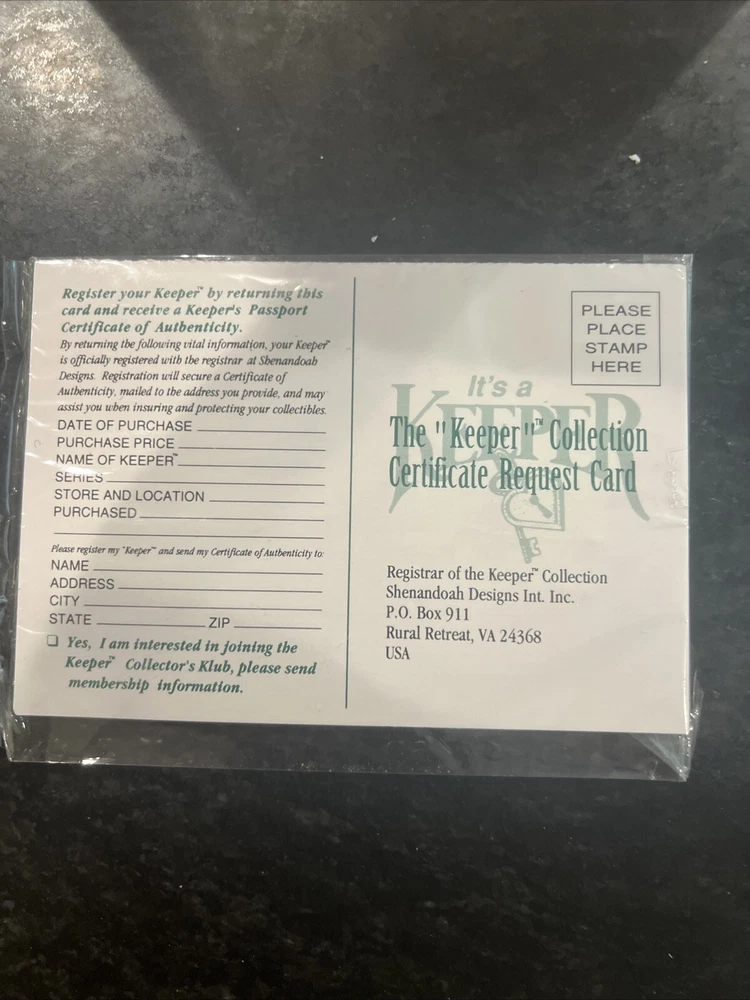 Register your Keeper™ by returning this
card and receive a Keeper's Passport
Certificate of Authenticity.
By returning the following vital information, your Keeper™
is officially registered with the registrar at Shenandoah
Designs. Registration will secure a Certificate of
Authenticity, mailed to the address you provide, and may
assist you when insuring and protecting your collectibles.
DATE OF PURCHASE
PURCHASE PRICE
NAME OF KEEPER™
SERIES
STORE AND LOCATION
PURCHASED
Please register my "Keeper™ and send my Certificate of Authenticity to:
NAME
ADDRESS
CITY
STATE ZIP
Yes, I am interested in joining the
Keeper™ Collector's Klub, please send
membership information.
PLEASE
PLACE
STAMP
HERE
It's a
KEEPER
The "Keeper"™ Collection
Certificate Request Card
Registrar of the Keeper™ Collection
Shenandoah Designs Int. Inc.
P.O. Box 911
Rural Retreat, VA 24368
USA